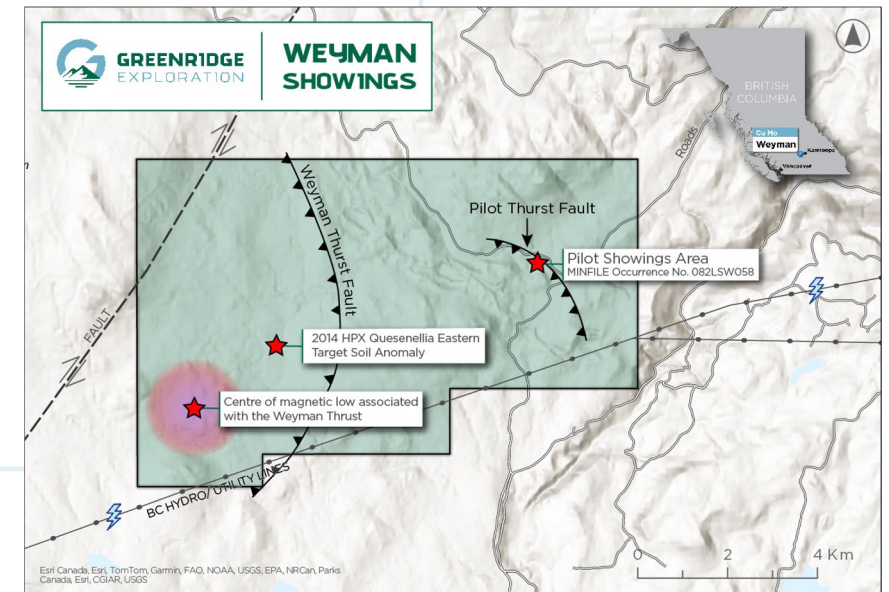 GREENRIDGE
EXPLORATION
WEYMAN
SHOWINGS
BRITISH
COLUMBIA
Cu Mo
Weyman
Kamloops
Vancouver
Roads
Weyman Thurst Fault
Pilot Thurst Fault
Pilot Showings Area
MINFILE Occurrence No. 082LSW058
FAULT
2014 HPX Quesenellia Eastern
Target Soil Anomaly
Centre of magnetic low associated
with the Weyman Thrust
BC HYDRO/ UTILITY LINES
0 2 4 Km
Esri Canada, Esri, TomTom, Garmin, FAO, NOAA, USGS, EPA, NRCan, Parks
Canada, Esri, CGIAR, USGS